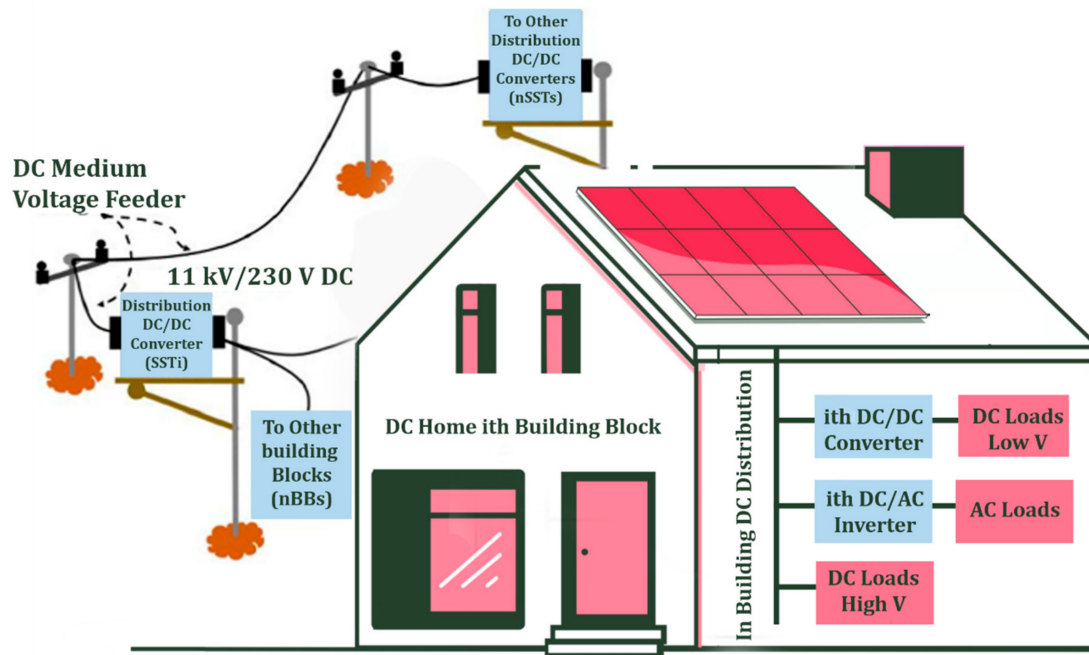 To Other
Distribution
DC/DC
Converters
(nSSTs)
DC Medium
Voltage Feeder
11 kV/230 V DC
Distribution
DC/DC
Converter
(SSTi)
To Other
building
Blocks
(nBBs)
DC Home ith Building Block
In Building DC Distribution
ith DC/DC
Converter
DC Loads
Low V
ith DC/AC
Inverter
AC Loads
DC Loads
High V